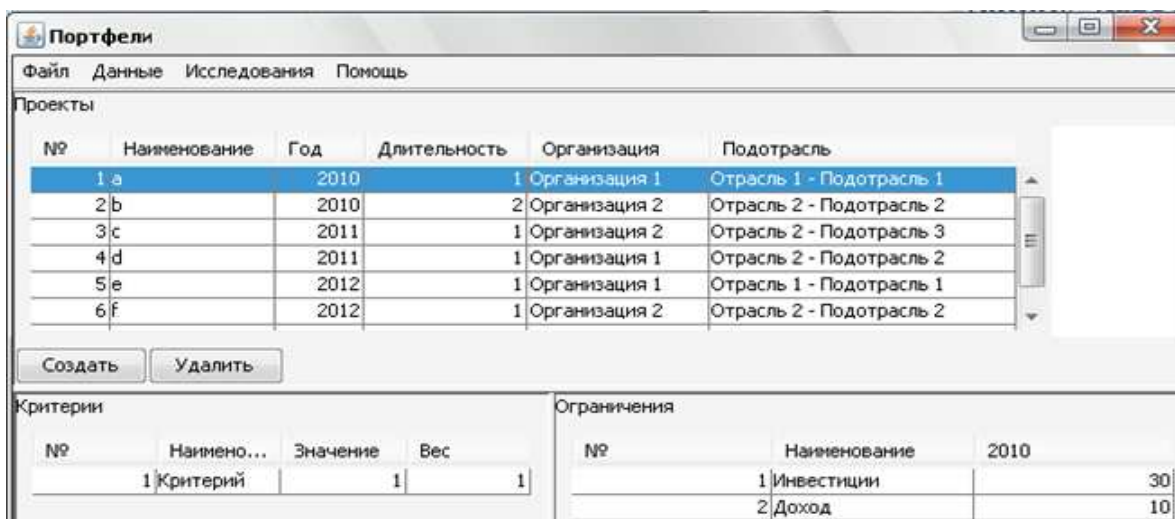 Портфели
Файл Данные Исследования Помощь
Проекты
№ Наименование Год Длительность Организация Подотрасль
1 a 2010 1 Организация 1 Отрасль 1 - Подотрасль 1
2 b 2010 2 Организация 2 Отрасль 2 - Подотрасль 2
3 c 2011 1 Организация 2 Отрасль 2 - Подотрасль 3
4 d 2011 1 Организация 1 Отрасль 2 - Подотрасль 2
5 e 2012 1 Организация 1 Отрасль 1 - Подотрасль 1
6 f 2012 1 Организация 2 Отрасль 2 - Подотрасль 2
Создать Удалить
Критерии Ограничения
№ Наимено... Значение Вес № Наименование 2010
1 Критерий 1 1 1 Инвестиции 30
2 Доход 10